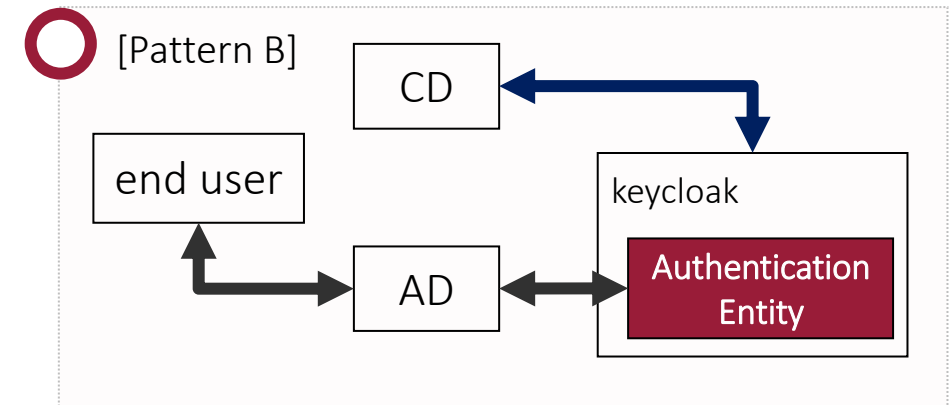 [Pattern B]
CD
end user
keycloak
Authentication
Entity
AD